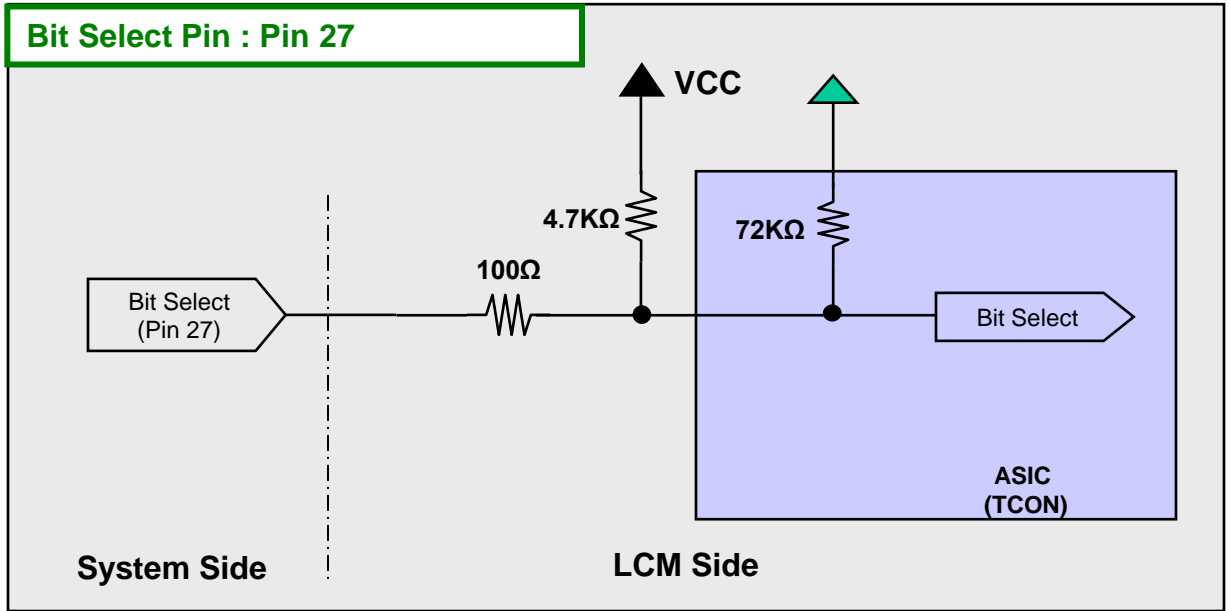 Bit Select Pin : Pin 27
VCC
4.7KΩ
72KΩ
100Ω
Bit Select
(Pin 27)
Bit Select
ASIC
(TCON)
System Side
LCM Side